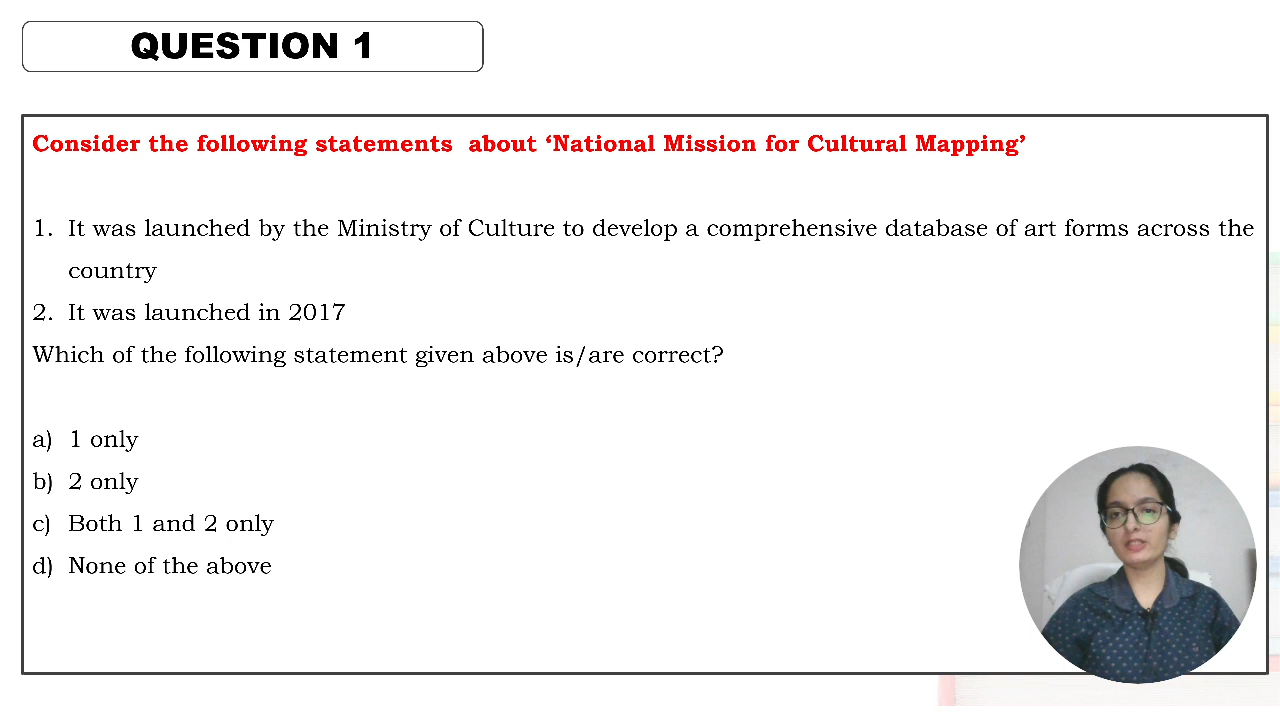 QUESTION 1
Consider the following statements about ‘National Mission for Cultural Mapping’
1. It was launched by the Ministry of Culture to develop a comprehensive database of art forms across the
country
2. It was launched in 2017
Which of the following statement given above is/are correct?
a) 1 only
b) 2 only
c) Both 1 and 2 only
d) None of the above